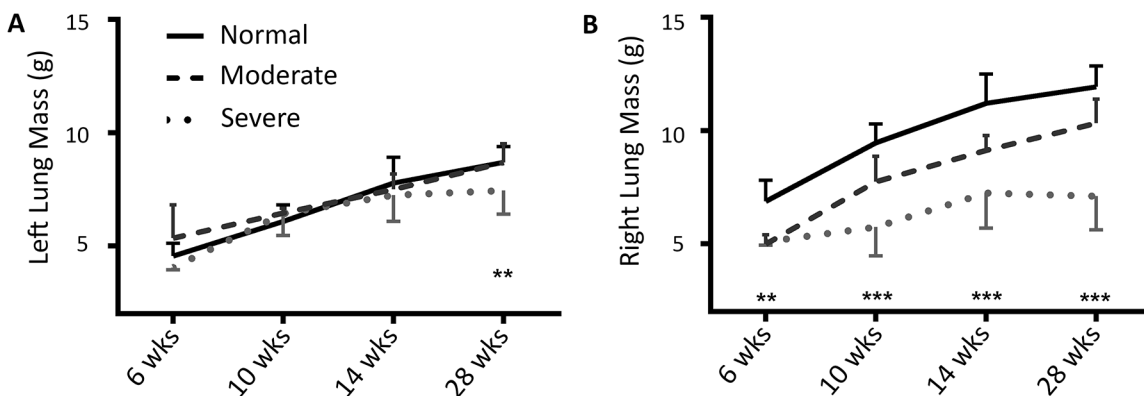 A
Left Lung Mass (g)
15
10
5
Normal
Moderate
Severe
**
6 wks
10 wks
14 wks
28 wks
B
Right Lung Mass (g)
15
10
5
**
***
***
***
6 wks
10 wks
14 wks
28 wks